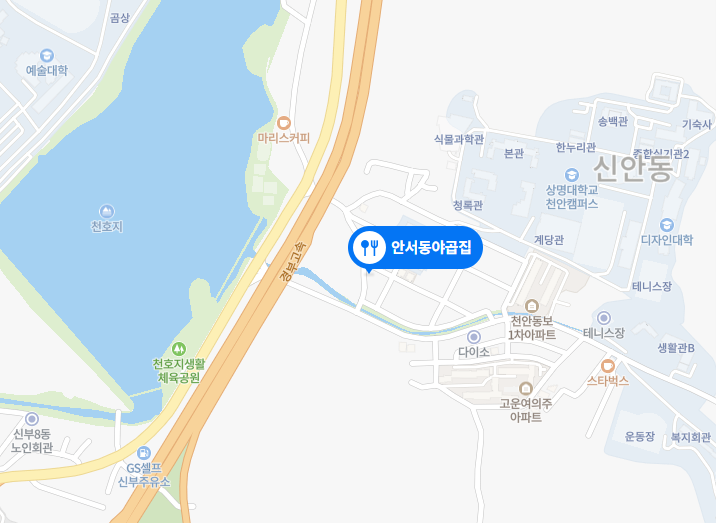 곰상
예술대학
마리스커피
천호지
경부고속
천호지생활
체육공원
신부8동
노인회관
GS셀프
신부주유소
안서동야곱집
식물과학관
본관
한누리관
송백관
기숙사
종합실기관2
신안동
상명대학교
천안캠퍼스
청록관
계당관
디자인대학
테니스장
천안동보
1차아파트
다이소
테니스장
생활관B
스타벅스
고운여의주
아파트
운동장
복지회관